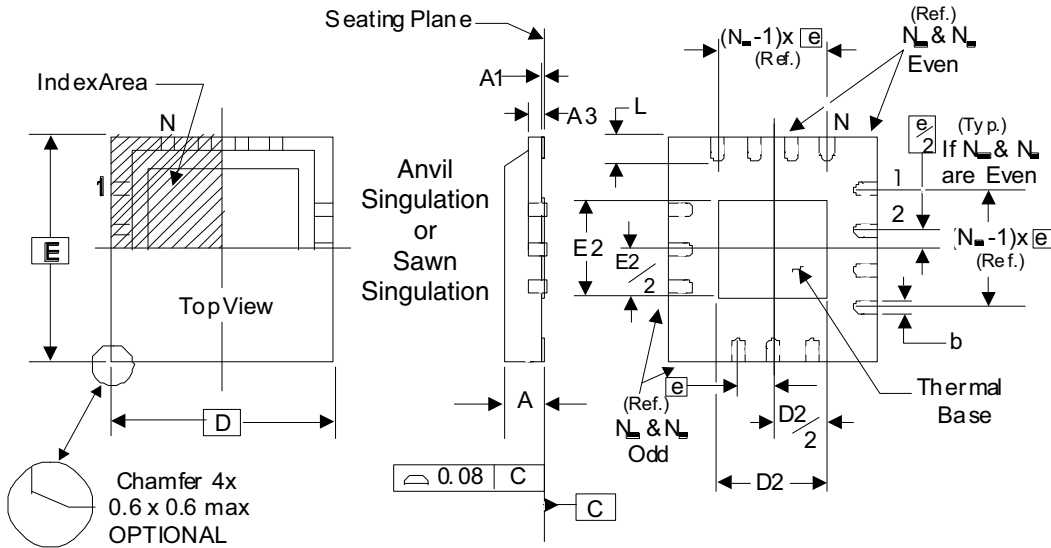 Seating Plane
(Ref.)
N & N
Even
(N -1)x e
(Ref.)
IndexArea
A1
A3
L
N
N
e/2
(Typ.)
If N & N
are Even
1
1
2
Anvil
Singulation
or
Sawn
Singulation
E
E2
E2/2
(N -1)x e
(Ref.)
Top View
b
A
D
e
(Ref.)
N & N
Odd
D2/2
Thermal
Base
0.08 C
D2
C
Chamfer 4x
0.6 x 0.6 max
OPTIONAL